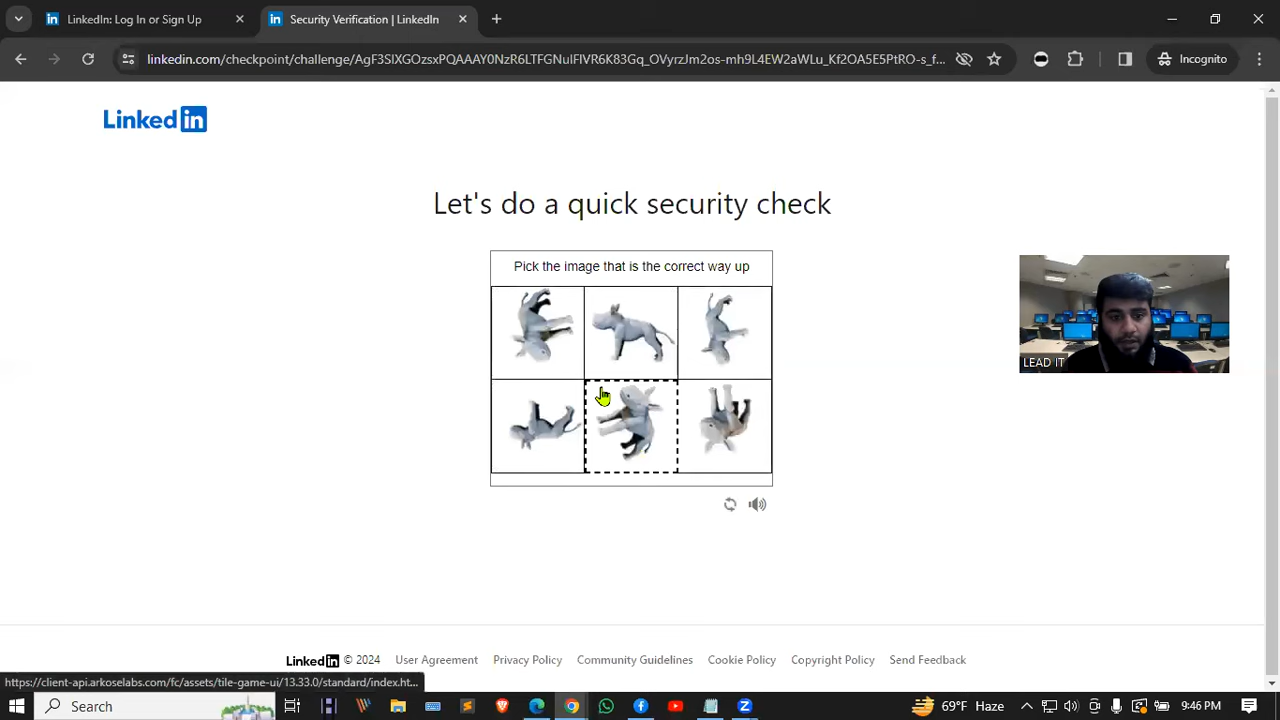 LinkedIn: Log In or Sign Up
Security Verification | LinkedIn
linkedin.com/checkpoint/challenge/AgF3SlXGOzsxPQAAAY0NzR6LTFGNuIFlVR6K83Gq_OVyrzJm2os-mh9L4EW2aWLu_Kf2OA5E5PtRO-s_f...
Incognito
Linked in
Let's do a quick security check
Pick the image that is the correct way up
LEAD IT
Linked in © 2024 User Agreement Privacy Policy Community Guidelines Cookie Policy Copyright Policy Send Feedback
https://client-api.arkoselabs.com/fc/assets/tile-game-ui/13.33.0/standard/index.ht...
Search
69°F Haze
9:46 PM